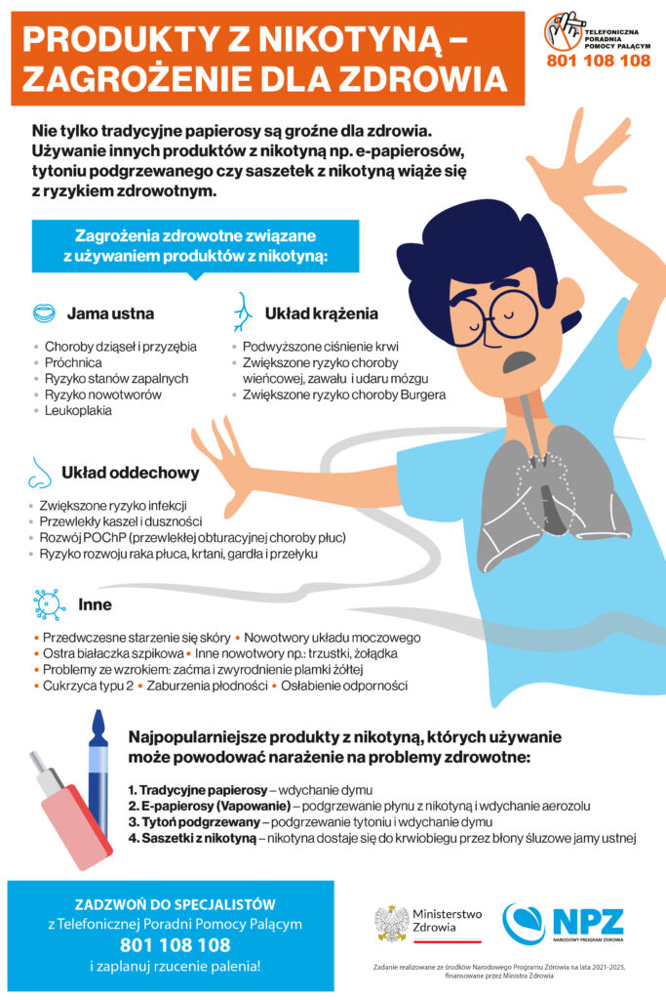 PRODUKTY Z NIKOTYNĄ –
ZAGROŻENIE DLA ZDROWIA
TELEFONICZNA
PORADNIA
POMOCY PALĄCYM
801 108 108
Nie tylko tradycyjne papierosy są groźne dla zdrowia.
Używanie innych produktów z nikotyną np. e-papierosów,
tytoniu podgrzewanego czy saszetek z nikotyną wiąże się
z ryzykiem zdrowotnym.
Zagrożenia zdrowotne związane
z używaniem produktów z nikotyną:
Jama ustna
• Choroby dziąseł i przyzębia
• Próchnica
• Ryzyko stanów zapalnych
• Ryzyko nowotworów
• Leukoplakia
Układ krążenia
• Podwyższone ciśnienie krwi
• Zwiększone ryzyko choroby
wieńcowej, zawału i udaru mózgu
• Zwiększone ryzyko choroby Burgera
Układ oddechowy
• Zwiększone ryzyko infekcji
• Przewlekły kaszel i duszności
• Rozwój POChP (przewlekłej obturacyjnej choroby płuc)
• Ryzyko rozwoju raka płuca, krtani, gardła i przełyku
Inne
• Przedwczesne starzenie się skóry • Nowotwory układu moczowego
• Ostra białaczka szpikowa • Inne nowotwory np.: trzustki, żołądka
• Problemy ze wzrokiem: zaćma i zwyrodnienie plamki żółtej
• Cukrzyca typu 2 • Zaburzenia płodności • Osłabienie odporności
Najpopularniejsze produkty z nikotyną, których używanie
może powodować narażenie na problemy zdrowotne:
1. Tradycyjne papierosy – wdychanie dymu
2. E-papierosy (Vapowanie) – podgrzewanie płynu z nikotyną i wdychanie aerozolu
3. Tytoń podgrzewany – podgrzewanie tytoniu i wdychanie dymu
4. Saszetki z nikotyną – nikotyna dostaje się do krwiobiegu przez błony śluzowe jamy ustnej
ZADZWOŃ DO SPECJALISTÓW
z Telefonicznej Poradni Pomocy Palącym
801 108 108
i zaplanuj rzucenie palenia!
Ministerstwo
Zdrowia
NPZ
NARODOWY PROGRAM ZDROWIA
Zadanie realizowane ze środków Narodowego Programu Zdrowia na lata 2021-2025,
finansowane przez Ministra Zdrowia